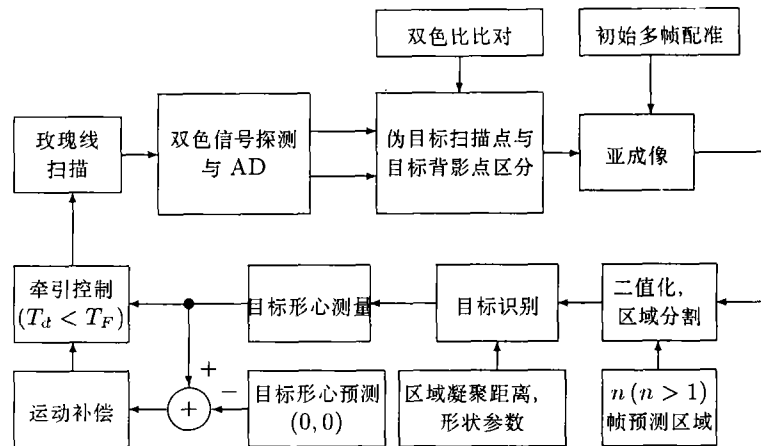 双色比比对
初始多帧配准
玫瑰线
扫描
双色信号探测
与 AD
伪目标扫描点与
目标背影点区分
亚成像
牵引控制
(T_d < T_F)
目标形心测量
目标识别
二值化,
区域分割
+
−
运动补偿
+
目标形心预测
(0,0)
区域凝聚距离,
形状参数
n(n > 1)
帧预测区域